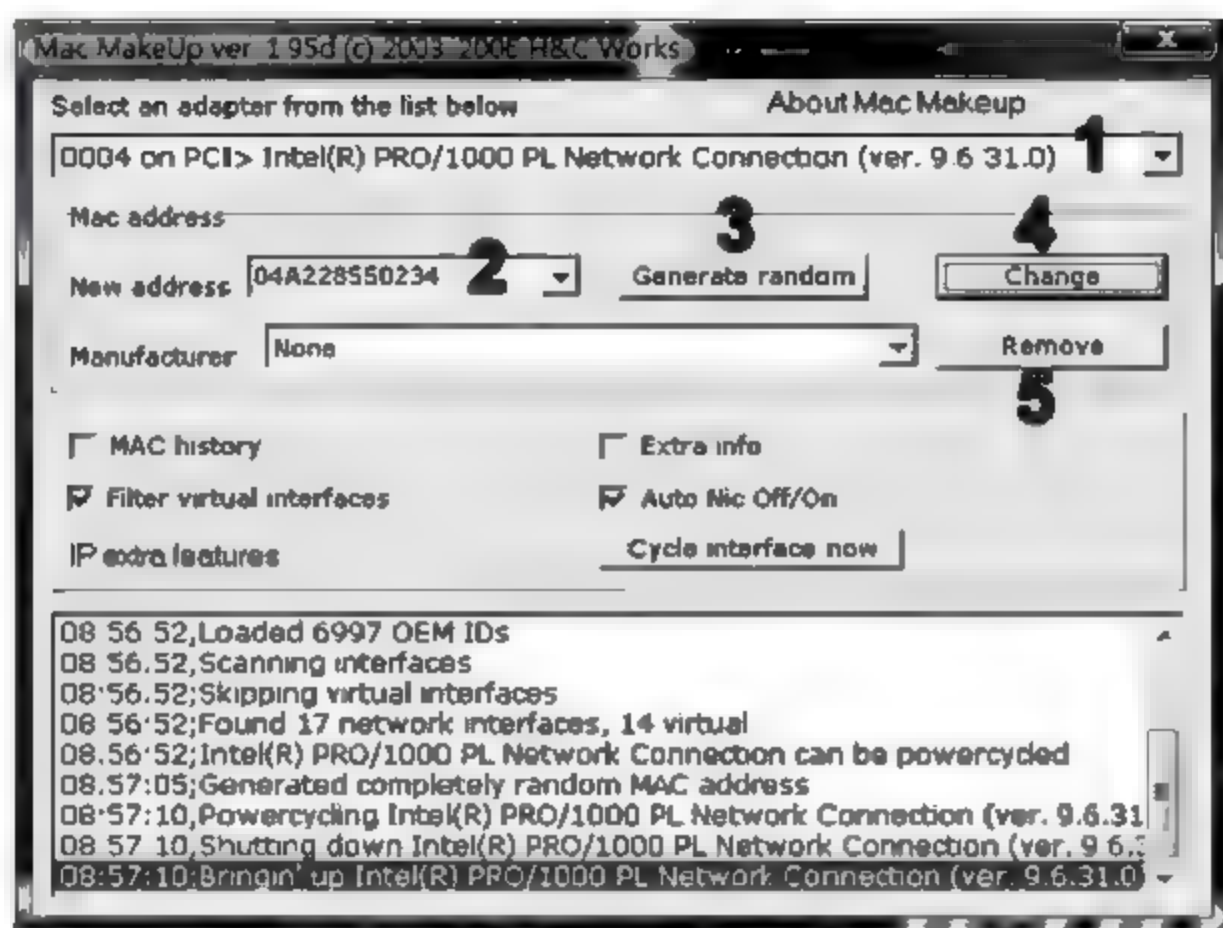 Mac MakeUp ver 1 95d (c) 2003 2006 H&C Works
Select an adapter from the list below About Mac Makeup
0004 on PCI> Intel(R) PRO/1000 PL Network Connection (ver. 9.6 31.0) 1
Mac address 3 4
New address 04A228550234 2 Generate random Change
Manufacturer None Remove
5
MAC history Extra info
Filter virtual interfaces Auto Nic Off/On
IP extra features Cycle interface now
08 56 52,Loaded 6997 OEM IDs
08 56.52,Scanning interfaces
08:56.52;Skipping virtual interfaces
08 56:52;Found 17 network interfaces, 14 virtual
08.56:52;Intel(R) PRO/1000 PL Network Connection can be powercycled
08.57:05;Generated completely random MAC address
08:57:10,Powercycling Intel(R) PRO/1000 PL Network Connection (ver. 9.6.31
08 57 10,Shutting down Intel(R) PRO/1000 PL Network Connection (ver. 9 6.3
08:57:10;Bringin' up Intel(R) PRO/1000 PL Network Connection (ver. 9.6.31.0)